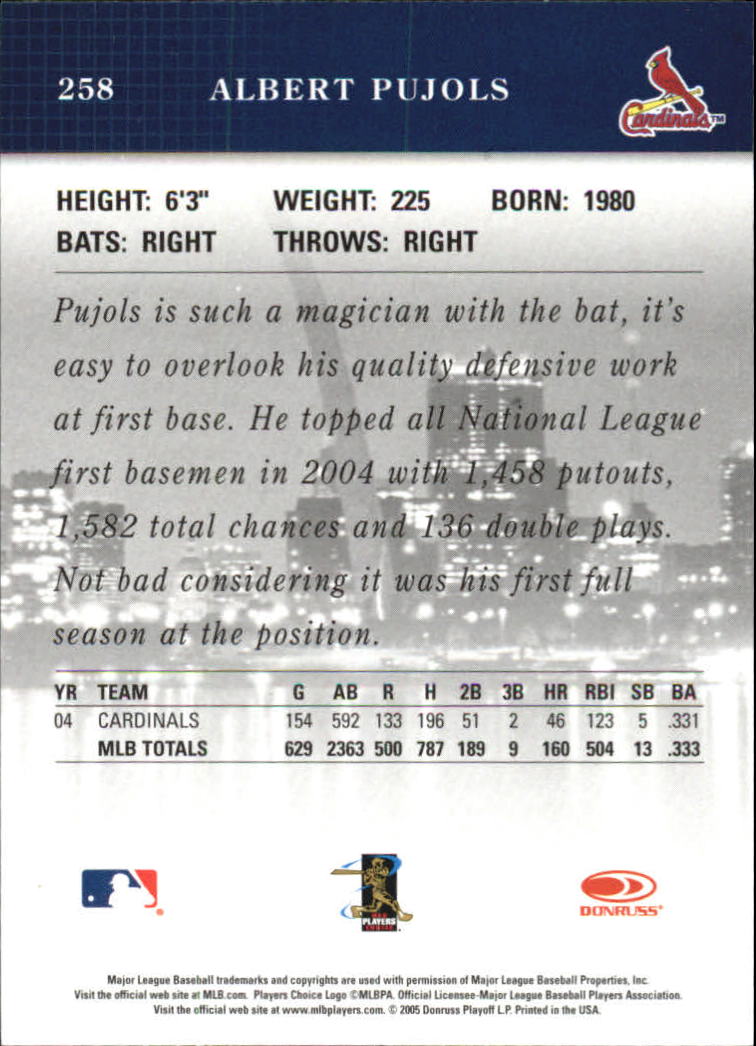 258 ALBERT PUJOLS
Cardinals™
HEIGHT: 6'3" WEIGHT: 225 BORN: 1980
BATS: RIGHT THROWS: RIGHT
Pujols is such a magician with the bat, it's
easy to overlook his quality defensive work
at first base. He topped all National League
first basemen in 2004 with 1,458 putouts,
1,582 total chances and 136 double plays.
Not bad considering it was his first full
season at the position.
YR TEAM G AB R H 2B 3B HR RBI SB BA
04 CARDINALS 154 592 133 196 51 2 46 123 5 .331
MLB TOTALS 629 2363 500 787 189 9 160 504 13 .333
PLAYERS
CHOICE
DONRUSS®
Major League Baseball trademarks and copyrights are used with permission of Major League Baseball Properties, Inc.
Visit the official web site at MLB.com. Players Choice Logo ©MLBPA. Official Licensee-Major League Baseball Players Association.
Visit the official web site at www.mlbplayers.com. © 2005 Donruss Playoff L.P. Printed in the USA.